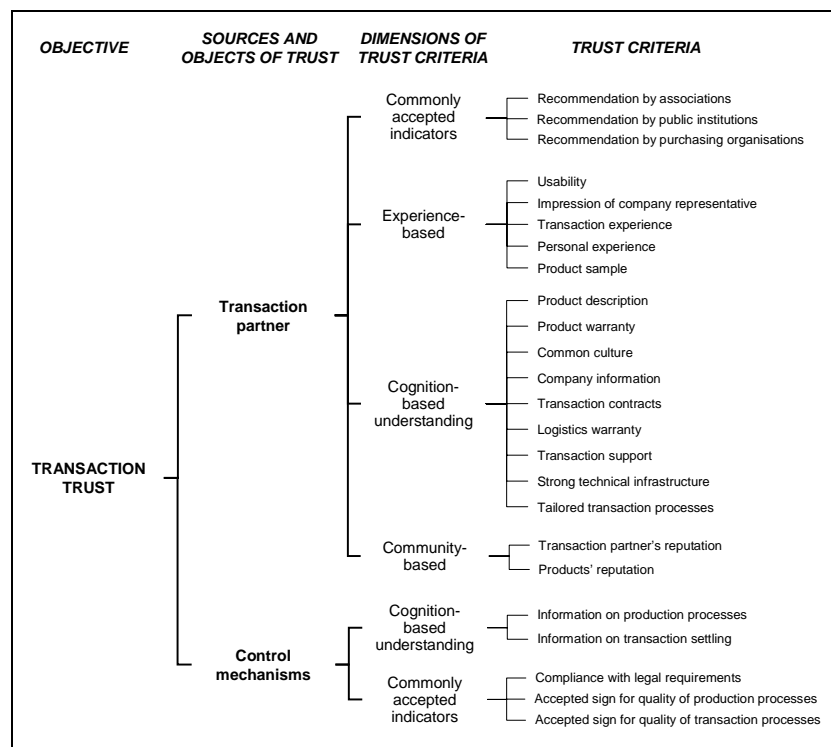 OBJECTIVE
SOURCES AND
OBJECTS OF TRUST
DIMENSIONS OF
TRUST CRITERIA
TRUST CRITERIA
TRANSACTION
TRUST
Transaction
partner
Commonly
accepted
indicators
Recommendation by associations
Recommendation by public institutions
Recommendation by purchasing organisations
Experience-
based
Usability
Impression of company representative
Transaction experience
Personal experience
Product sample
Cognition-
based
understanding
Product description
Product warranty
Common culture
Company information
Transaction contracts
Logistics warranty
Transaction support
Strong technical infrastructure
Tailored transaction processes
Community-
based
Transaction partner's reputation
Products' reputation
Control
mechanisms
Cognition-
based
understanding
Information on production processes
Information on transaction settling
Commonly
accepted
indicators
Compliance with legal requirements
Accepted sign for quality of production processes
Accepted sign for quality of transaction processes